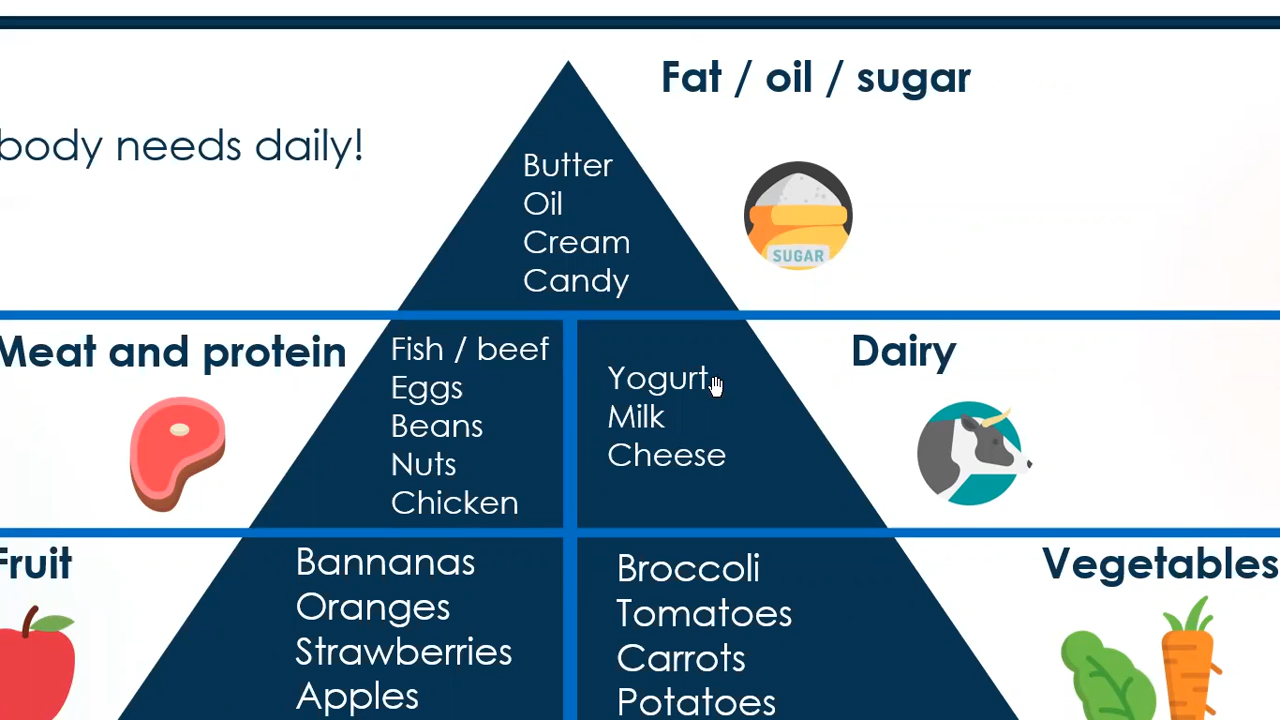 Fat / oil / sugar
body needs daily!
Butter
Oil
Cream
Candy
SUGAR
Meat and protein
Fish / beef
Eggs
Beans
Nuts
Chicken
Yogurt
Milk
Cheese
Dairy
Fruit
Bannanas
Oranges
Strawberries
Apples
Broccoli
Tomatoes
Carrots
Potatoes
Vegetables